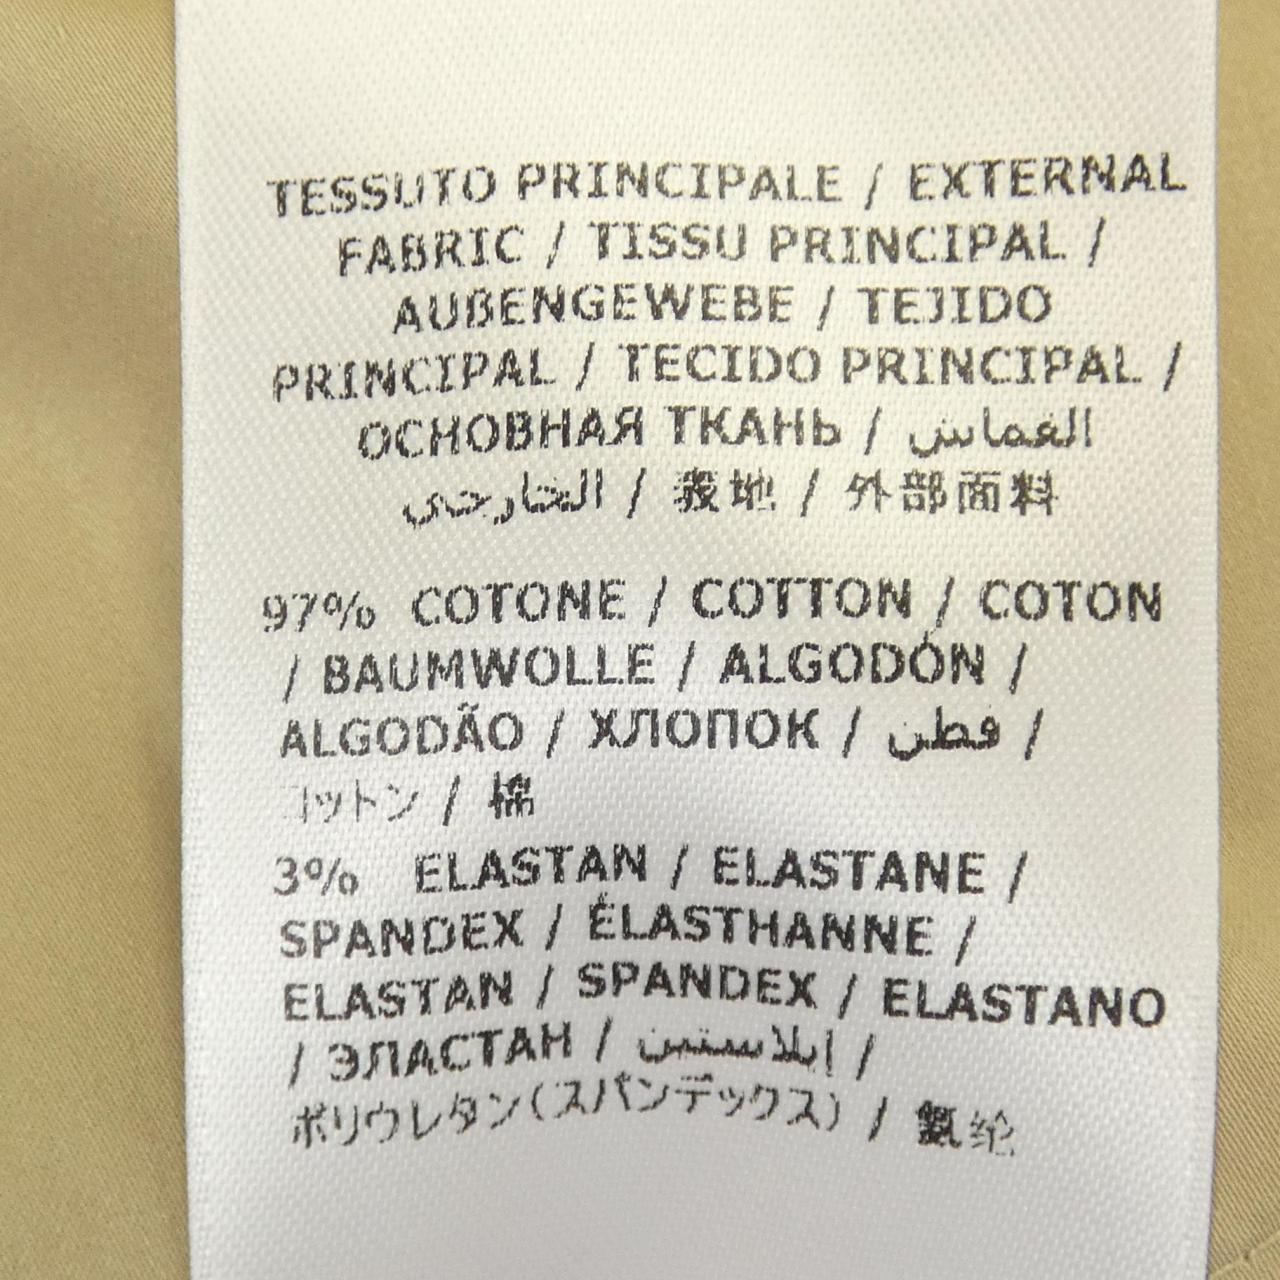 TESSUTO PRINCIPALE / EXTERNAL
FABRIC / TISSU PRINCIPAL /
AUßENGEWEBE / TEJIDO
PRINCIPAL / TECIDO PRINCIPAL /
ОСНОВНАЯ ТКАНЬ / القماش
الخارجي / 表地 / 外部面料
97% COTONE / COTTON / COTON
/ BAUMWOLLE / ALGODÓN /
ALGODÃO / ХЛОПОК / قطن /
コットン / 棉
3% ELASTAN / ELASTANE /
SPANDEX / ÉLASTHANNE /
ELASTAN / SPANDEX / ELASTANO
/ ЭЛАСТАН / إيلاستين /
ポリウレタン(スパンデックス) / 氨纶